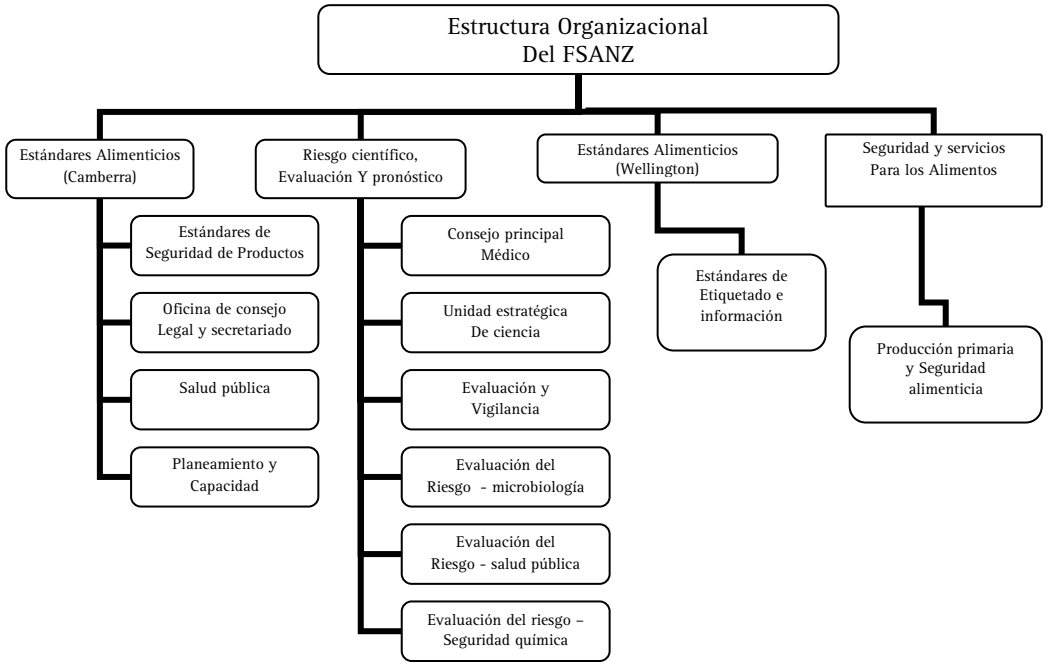 Estructura Organizacional
Del FSANZ
Estándares Alimenticios
(Camberra)
Riesgo científico,
Evaluación Y pronóstico
Estándares Alimenticios
(Wellington)
Seguridad y servicios
Para los Alimentos
Estándares de
Seguridad de Productos
Oficina de consejo
Legal y secretariado
Salud pública
Planeamiento y
Capacidad
Consejo principal
Médico
Unidad estratégica
De ciencia
Evaluación y
Vigilancia
Evaluación del
Riesgo - microbiología
Evaluación del
Riesgo - salud pública
Evaluación del riesgo –
Seguridad química
Estándares de
Etiquetado e
información
Producción primaria
y Seguridad
alimenticia